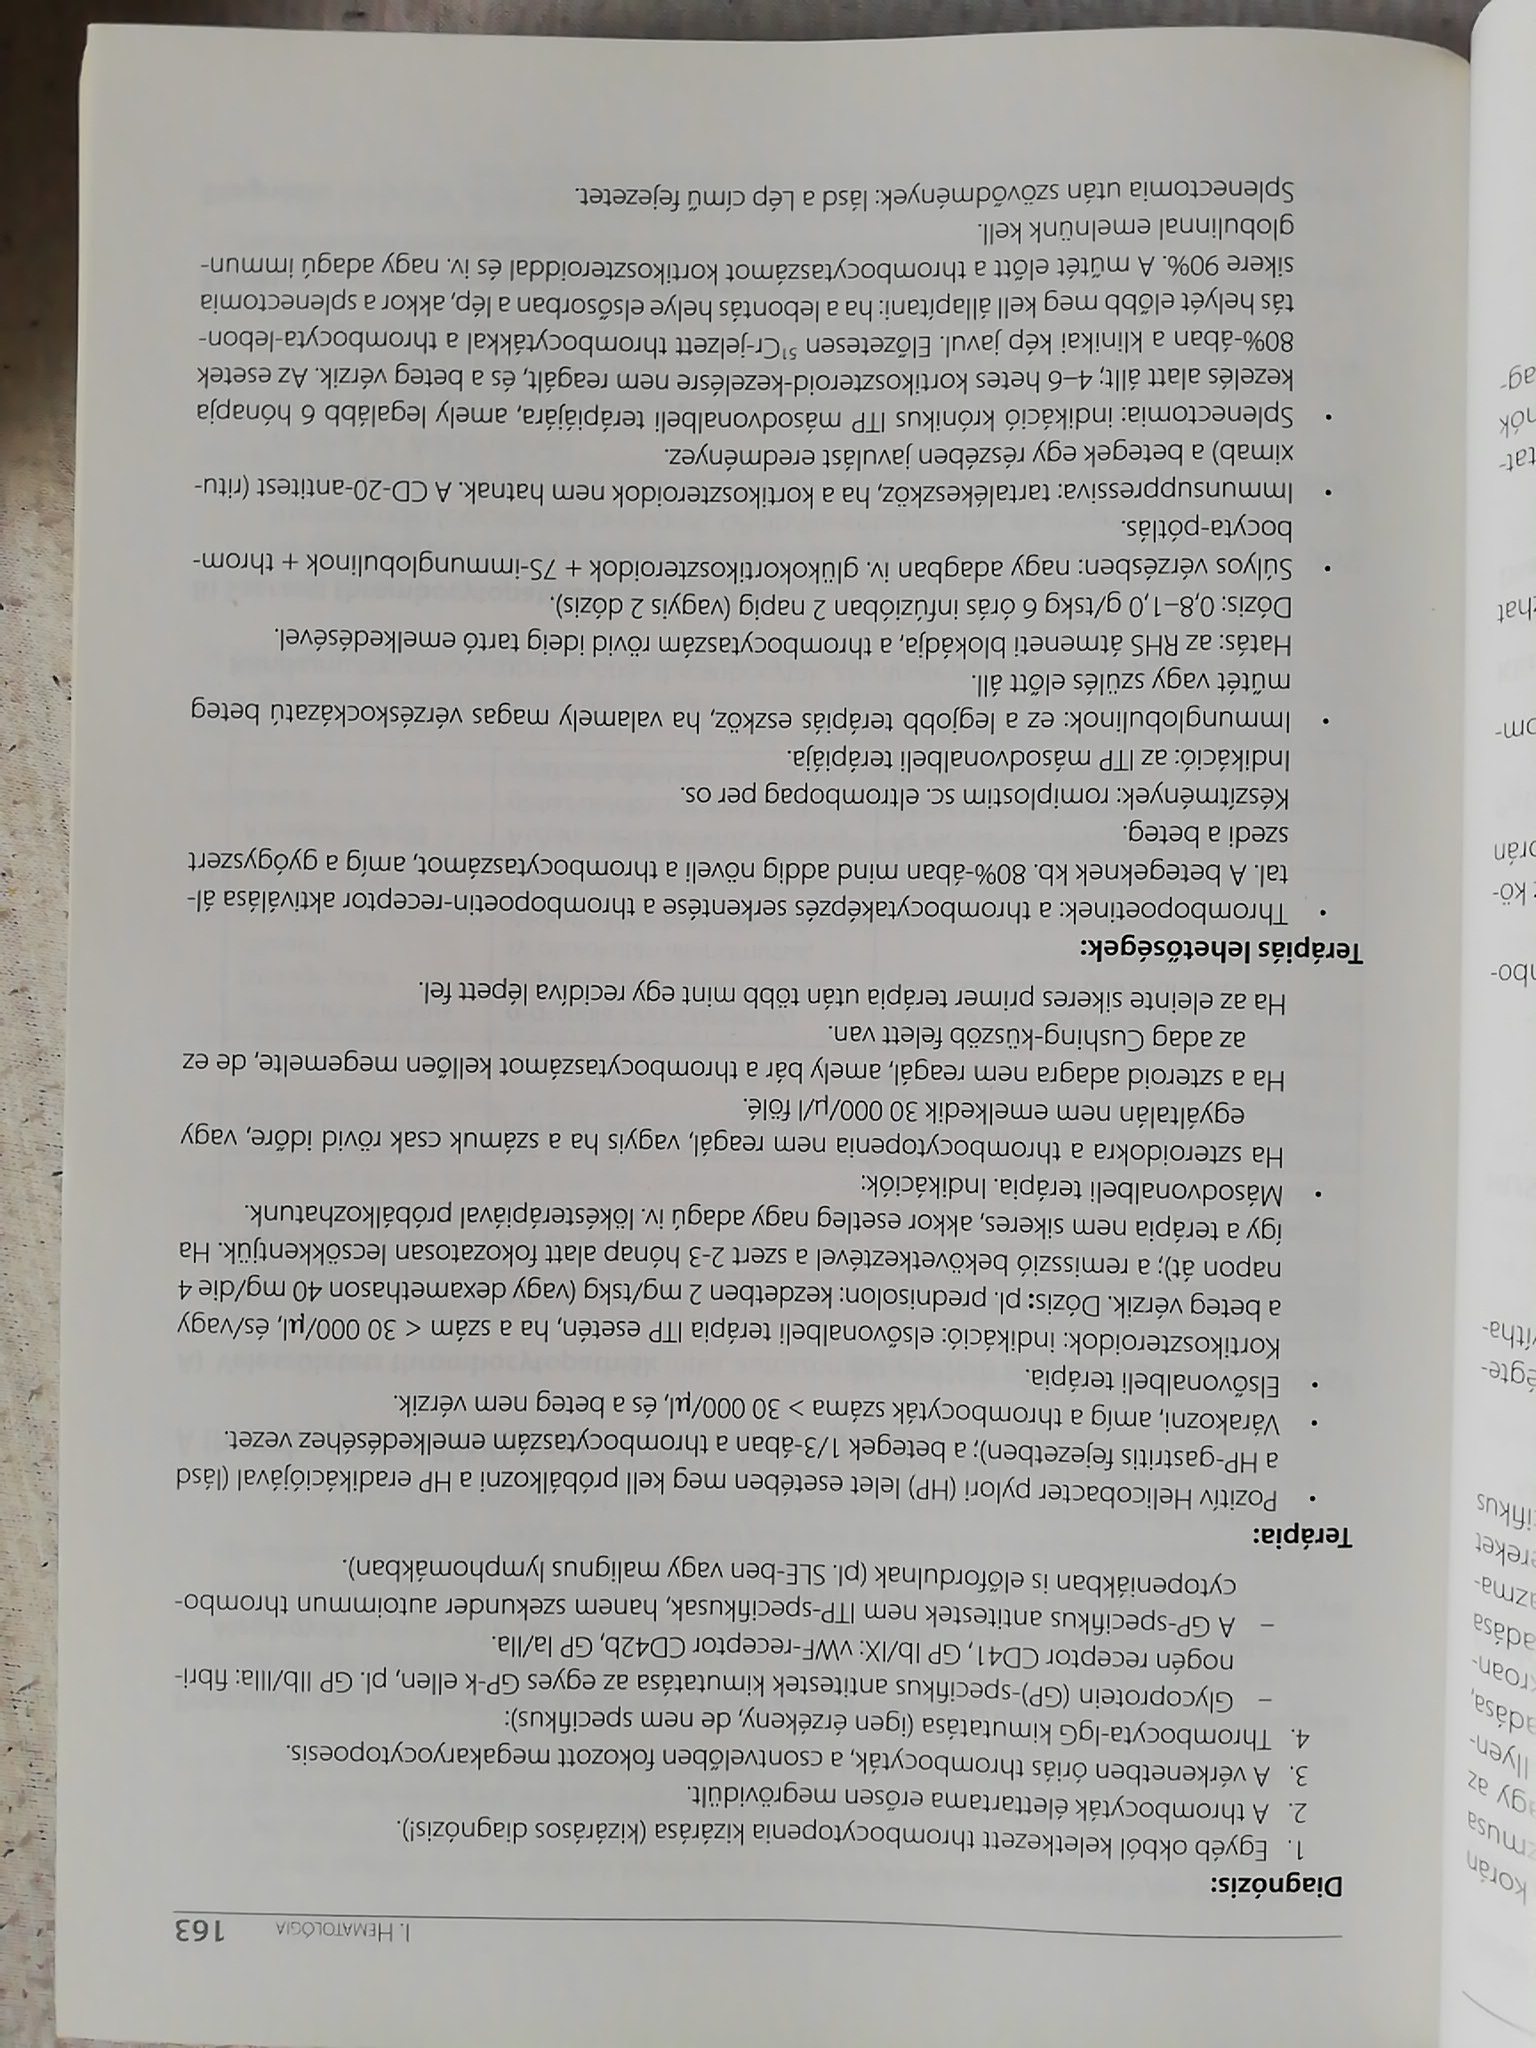 I. HEMATOLÓGIA 163
Diagnózis:
1. Egyéb okból keletkezett thrombocytopenia kizárása (kizárásos diagnózis!).
2. A thrombocyták élettartama erősen megrövidült.
3. A vérkenetben óriás thrombocyták, a csontvelőben fokozott megakaryocytopoesis.
4. Thrombocyta-IgG kimutatása (igen érzékeny, de nem specifikus):
– Glycoprotein (GP)-specifikus antitestek kimutatása az egyes GP-k ellen, pl. GP IIb/IIIa: fibri-
nogén receptor CD41, GP Ib/IX: vWF-receptor CD42b, GP Ia/IIa.
– A GP-specifikus antitestek nem ITP-specifikusak, hanem szekunder autoimmun thrombo-
cytopeniákban is előfordulnak (pl. SLE-ben vagy malignus lymphomákban).
Terápia:
• Pozitív Helicobacter pylori (HP) lelet esetében meg kell próbálkozni a HP eradikációjával (lásd
a HP-gastritis fejezetben); a betegek 1/3-ában a thrombocytaszám emelkedéséhez vezet.
• Várakozni, amíg a thrombocyták száma > 30 000/μl, és a beteg nem vérzik.
• Elsővonalbeli terápia.
Kortikoszteroidok: indikáció: elsővonalbeli terápia ITP esetén, ha a szám < 30 000/μl, és/vagy
a beteg vérzik. Dózis: pl. prednisolon: kezdetben 2 mg/tskg (vagy dexamethason 40 mg/die 4
napon át); a remisszió bekövetkeztével a szert 2-3 hónap alatt fokozatosan lecsökkentjük. Ha
így a terápia nem sikeres, akkor esetleg nagy adagú iv. lökésterápiával próbálkozhatunk.
• Másodvonalbeli terápia. Indikációk:
Ha szteroidokra a thrombocytopenia nem reagál, vagyis ha a számuk csak rövid időre, vagy
egyáltalán nem emelkedik 30 000/μl fölé.
Ha a szteroid adagra nem reagál, amely bár a thrombocytaszámot kellően megemelte, de ez
az adag Cushing-küszöb felett van.
Ha az eleinte sikeres primer terápia után több mint egy recidíva lépett fel.
Terápiás lehetőségek:
• Thrombopoetinek: a thrombocytaképzés serkentése a thrombopoetin-receptor aktiválása ál-
tal. A betegeknek kb. 80%-ában mind addig növeli a thrombocytaszámot, amíg a gyógyszert
szedi a beteg.
Készítmények: romiplostim sc. eltrombopag per os.
Indikáció: az ITP másodvonalbeli terápiája.
• Immunglobulinok: ez a legjobb terápiás eszköz, ha valamely magas vérzéskockázatú beteg
műtét vagy szülés előtt áll.
Hatás: az RHS átmeneti blokádja, a thrombocytaszám rövid ideig tartó emelkedésével.
Dózis: 0,8–1,0 g/tskg 6 órás infúzióban 2 napig (vagyis 2 dózis).
• Súlyos vérzésben: nagy adagban iv. glükokortikoszteroidok + 7S-immunglobulinok + throm-
bocyta-pótlás.
• Immunsuppressiva: tartalékeszköz, ha a kortikoszteroidok nem hatnak. A CD-20-antitest (ritu-
ximab) a betegek egy részében javulást eredményez.
• Splenectomia: indikáció krónikus ITP másodvonalbeli terápiájára, amely legalább 6 hónapja
kezelés alatt állt; 4–6 hetes kortikoszteroid-kezelésre nem reagált, és a beteg vérzik. Az esetek
80%-ában a klinikai kép javul. Előzetesen ⁵¹Cr-jelzett thrombocytákkal a thrombocyta-lebon-
tás helyét előbb meg kell állapítani: ha a lebontás helye elsősorban a lép, akkor a splenectomia
sikere 90%. A műtét előtt a thrombocytaszámot kortikoszteroiddal és iv. nagy adagú immun-
globulinnal emelnünk kell.
Splenectomia után szövődmények: lásd a Lép című fejezetet.